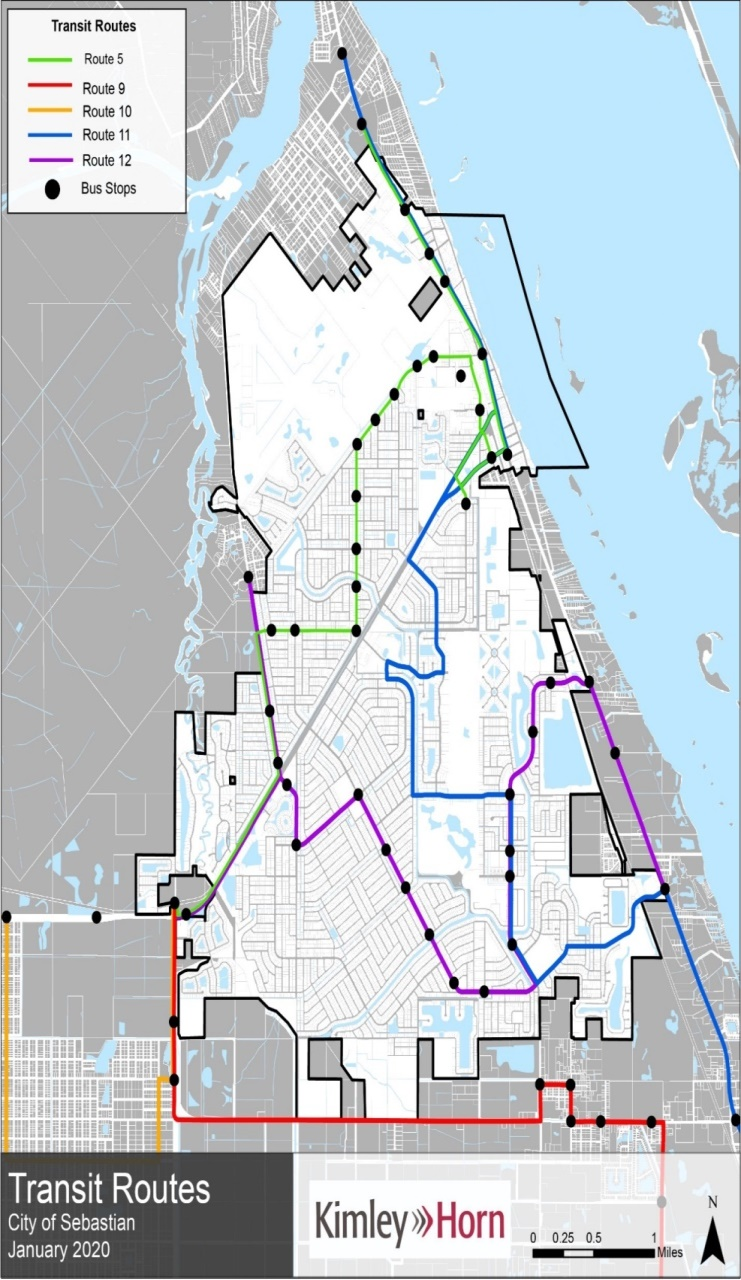 Transit Routes
Route 5
Route 9
Route 10
Route 11
Route 12
Bus Stops
Transit Routes
City of Sebastian
January 2020
Kimley»Horn
N
0 0.25 0.5 1
Miles